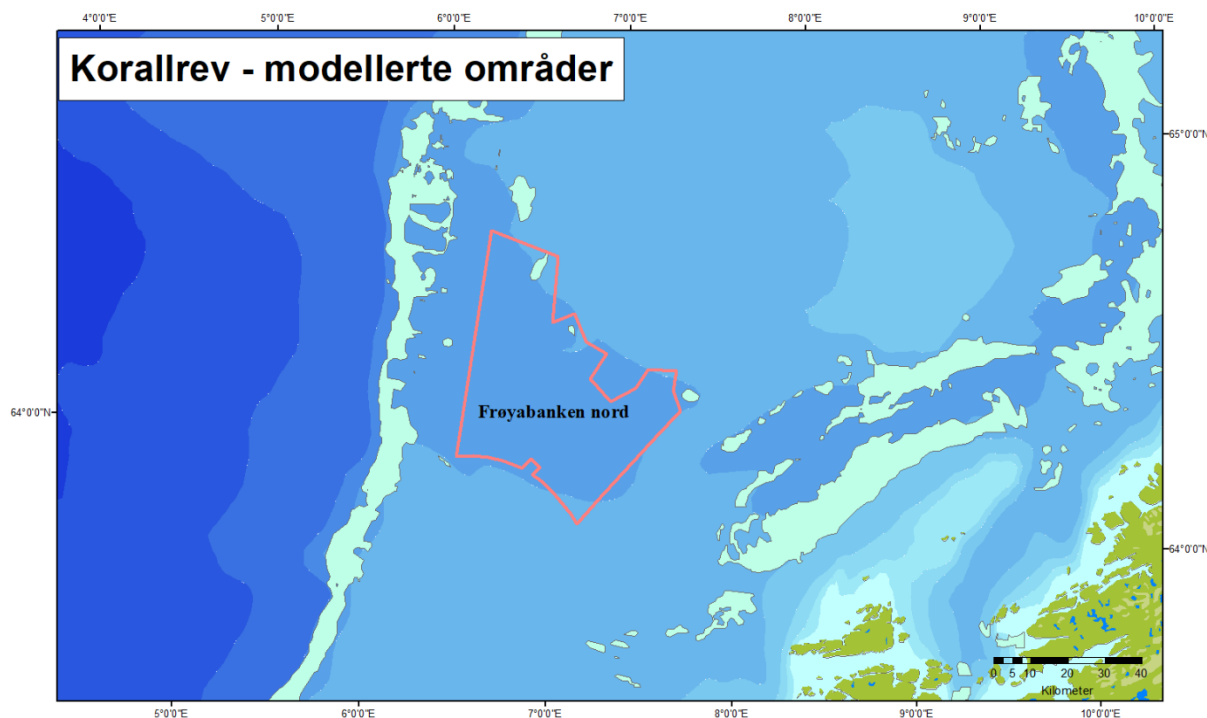 4°0'0"E 5°0'0"E 6°0'0"E 7°0'0"E 8°0'0"E 9°0'0"E 10°0'0"E
Korallrev - modellerte områder
65°0'0"N
64°0'0"N
Frøyabanken nord
64°0'0"N
0 5 10 20 30 40
Kilometer
5°0'0"E 6°0'0"E 7°0'0"E 8°0'0"E 9°0'0"E 10°0'0"E